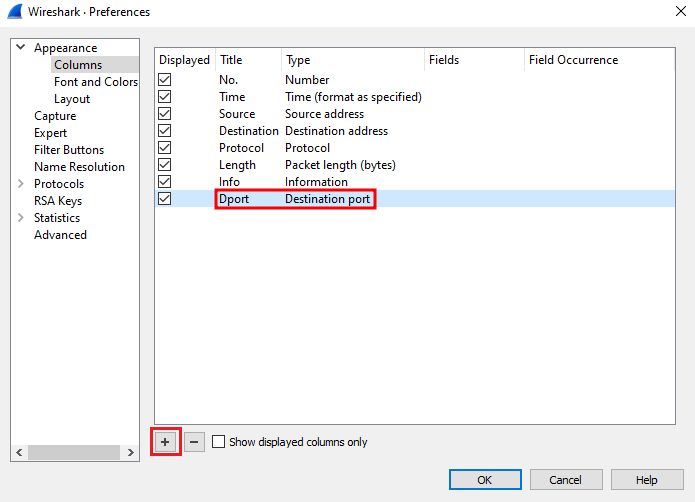 Wireshark · Preferences
Appearance
Columns
Font and Colors
Layout
Capture
Expert
Filter Buttons
Name Resolution
Protocols
RSA Keys
Statistics
Advanced
Displayed Title Type Fields Field Occurrence
No. Number
Time Time (format as specified)
Source Source address
Destination Destination address
Protocol Protocol
Length Packet length (bytes)
Info Information
Dport Destination port
Show displayed columns only
OK Cancel Help